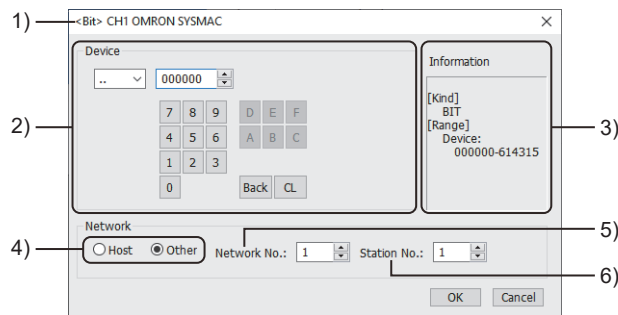 1)
<Bit> CH1 OMRON SYSMAC
Device
.. 000000
7 8 9 D E F
4 5 6 A B C
1 2 3
0 Back CL
2)
Information
[Kind]
BIT
[Range]
Device:
000000-614315
3)
Network
4)
Host Other Network No.: 1 Station No.: 1
5)
6)
OK Cancel